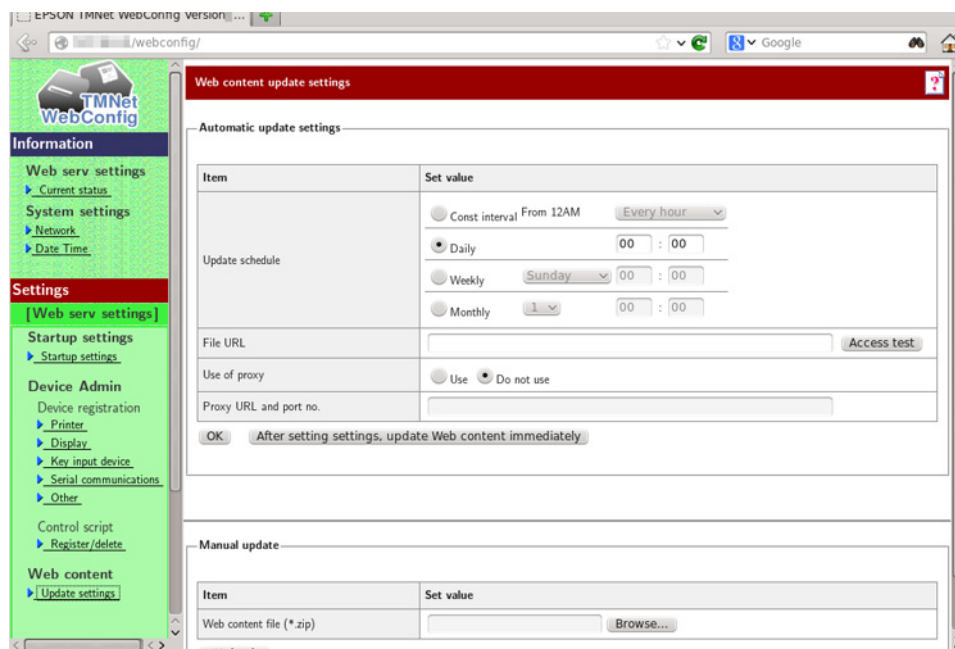 EPSON TMNet WebConfig Version ...
/webconfig/
Google
TMNet
WebConfig
Information
Web serv settings
Current status
System settings
Network
Date Time
Settings
[Web serv settings]
Startup settings
Startup settings
Device Admin
Device registration
Printer
Display
Key input device
Serial communications
Other
Control script
Register/delete
Web content
Update settings
Web content update settings
?
Automatic update settings
Item Set value
Update schedule
Const interval From 12AM Every hour
Daily 00 : 00
Weekly Sunday 00 : 00
Monthly 1 00 : 00
File URL Access test
Use of proxy Use Do not use
Proxy URL and port no.
OK After setting settings, update Web content immediately
Manual update
Item Set value
Web content file (*.zip) Browse...